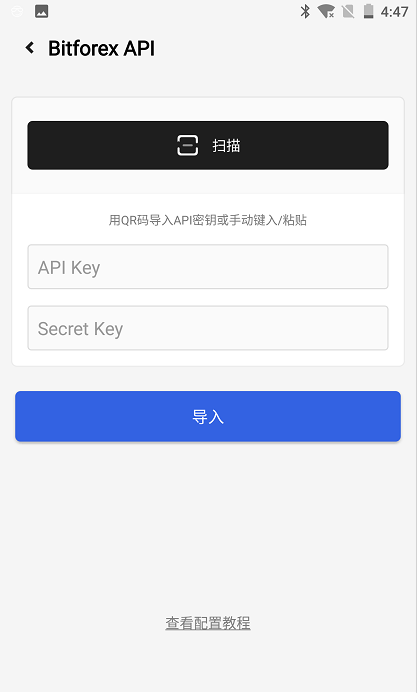 4:47
Bitforex API
扫描
用QR码导入API密钥或手动键入/粘贴
API Key
Secret Key
导入
查看配置教程